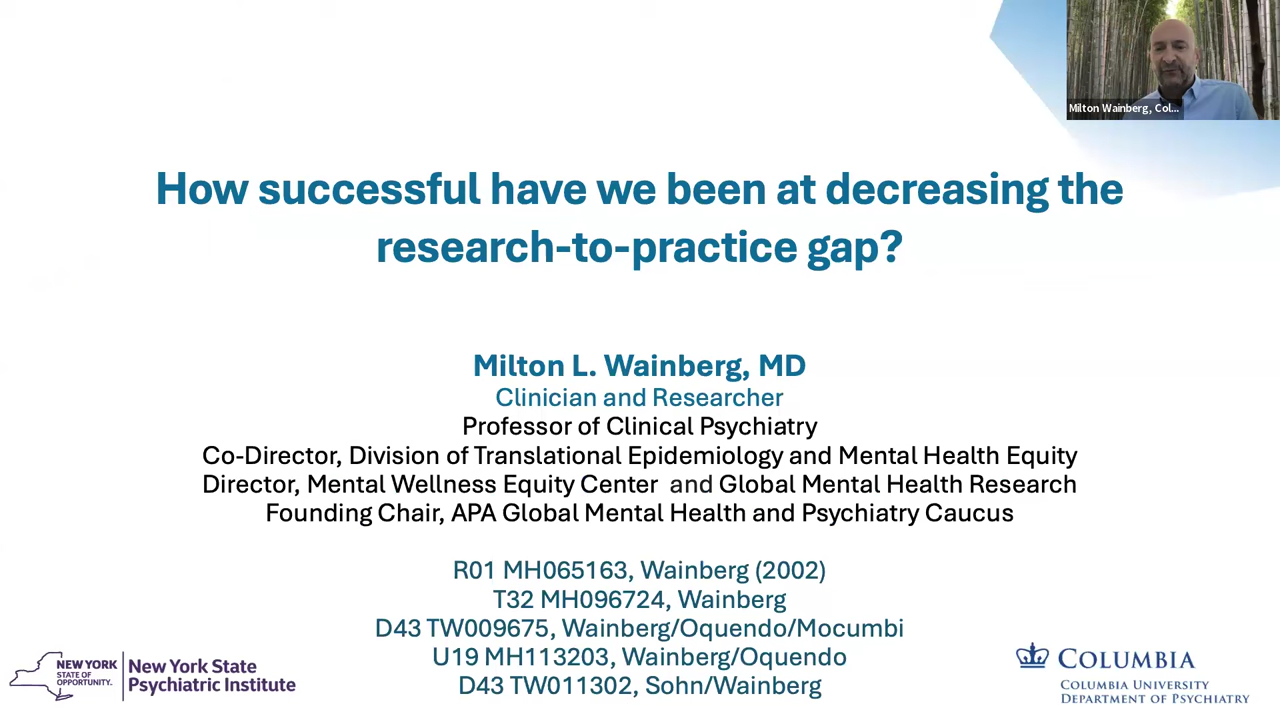 Milton Wainberg, Col...
How successful have we been at decreasing the
research-to-practice gap?
Milton L. Wainberg, MD
Clinician and Researcher
Professor of Clinical Psychiatry
Co-Director, Division of Translational Epidemiology and Mental Health Equity
Director, Mental Wellness Equity Center and Global Mental Health Research
Founding Chair, APA Global Mental Health and Psychiatry Caucus
R01 MH065163, Wainberg (2002)
T32 MH096724, Wainberg
D43 TW009675, Wainberg/Oquendo/Mocumbi
U19 MH113203, Wainberg/Oquendo
D43 TW011302, Sohn/Wainberg
NEW YORK
STATE OF
OPPORTUNITY.
New York State
Psychiatric Institute
COLUMBIA
COLUMBIA UNIVERSITY
DEPARTMENT OF PSYCHIATRY